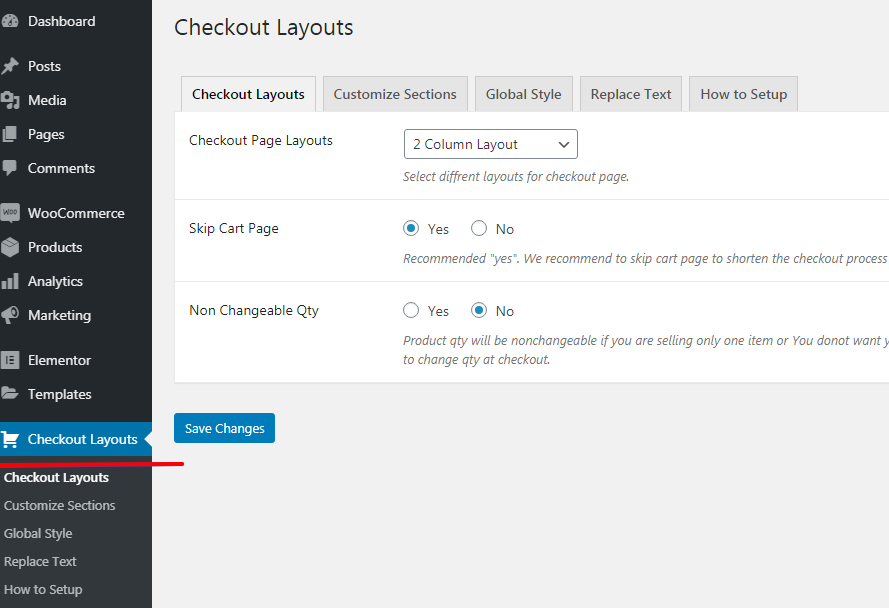 Dashboard
Posts
Media
Pages
Comments
WOO
WooCommerce
Products
Analytics
Marketing
Elementor
Templates
Checkout Layouts
Checkout Layouts
Customize Sections
Global Style
Replace Text
How to Setup
Checkout Layouts
Checkout Layouts Customize Sections Global Style Replace Text How to Setup
Checkout Page Layouts 2 Column Layout
Select diffrent layouts for checkout page.
Skip Cart Page Yes No
Recommended "yes". We recommend to skip cart page to shorten the checkout process
Non Changeable Qty Yes No
Product qty will be nonchangeable if you are selling only one item or You donot want
to change qty at checkout.
Save Changes